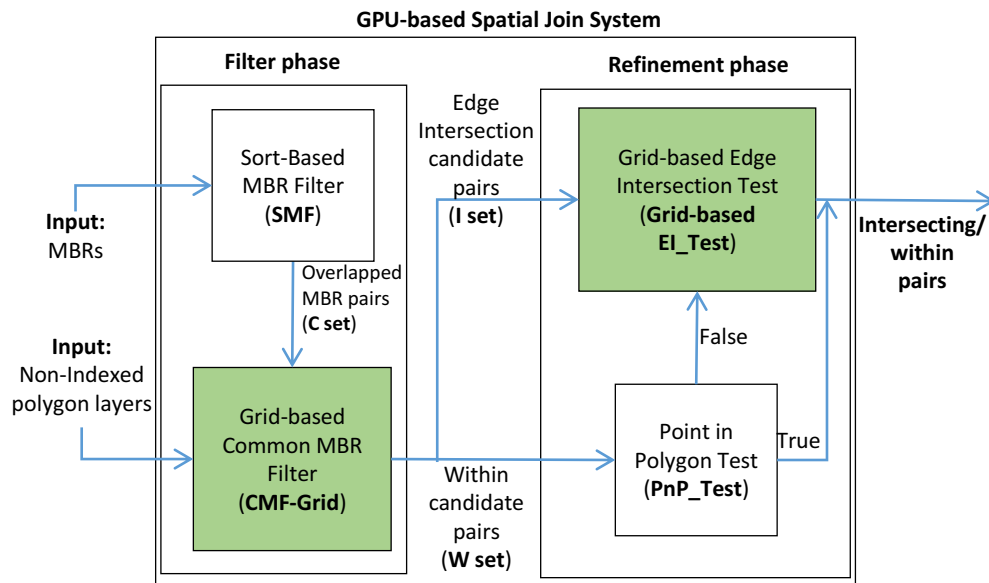 GPU-based Spatial Join System
Filter phase
Refinement phase
Sort-Based
MBR Filter
(SMF)
Input:
MBRs
Overlapped
MBR pairs
(C set)
Input:
Non-Indexed
polygon layers
Grid-based
Common MBR
Filter
(CMF-Grid)
Edge
Intersection
candidate
pairs
(I set)
Within
candidate
pairs
(W set)
Grid-based Edge
Intersection Test
(Grid-based
EI_Test)
False
Point in
Polygon Test
(PnP_Test)
True
Intersecting/
within
pairs